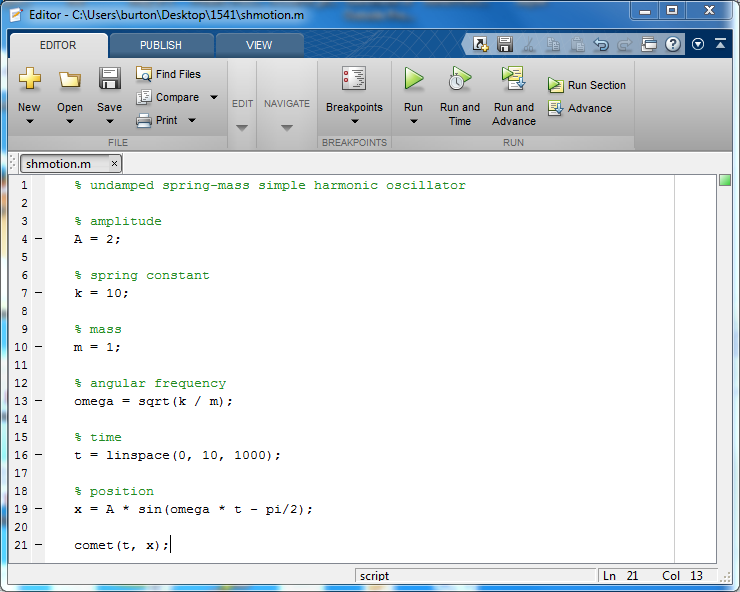 Editor - C:\Users\burton\Desktop\1541\shmotion.m
EDITOR PUBLISH VIEW
New Open Save Find Files Compare Print
FILE
EDIT
NAVIGATE
Breakpoints
BREAKPOINTS
Run Run and Time Run and Advance Run Section Advance
RUN
shmotion.m ×
1 % undamped spring-mass simple harmonic oscillator
2
3 % amplitude
4 – A = 2;
5
6 % spring constant
7 – k = 10;
8
9 % mass
10 – m = 1;
11
12 % angular frequency
13 – omega = sqrt(k / m);
14
15 % time
16 – t = linspace(0, 10, 1000);
17
18 % position
19 – x = A * sin(omega * t - pi/2);
20
21 – comet(t, x);
script Ln 21 Col 13